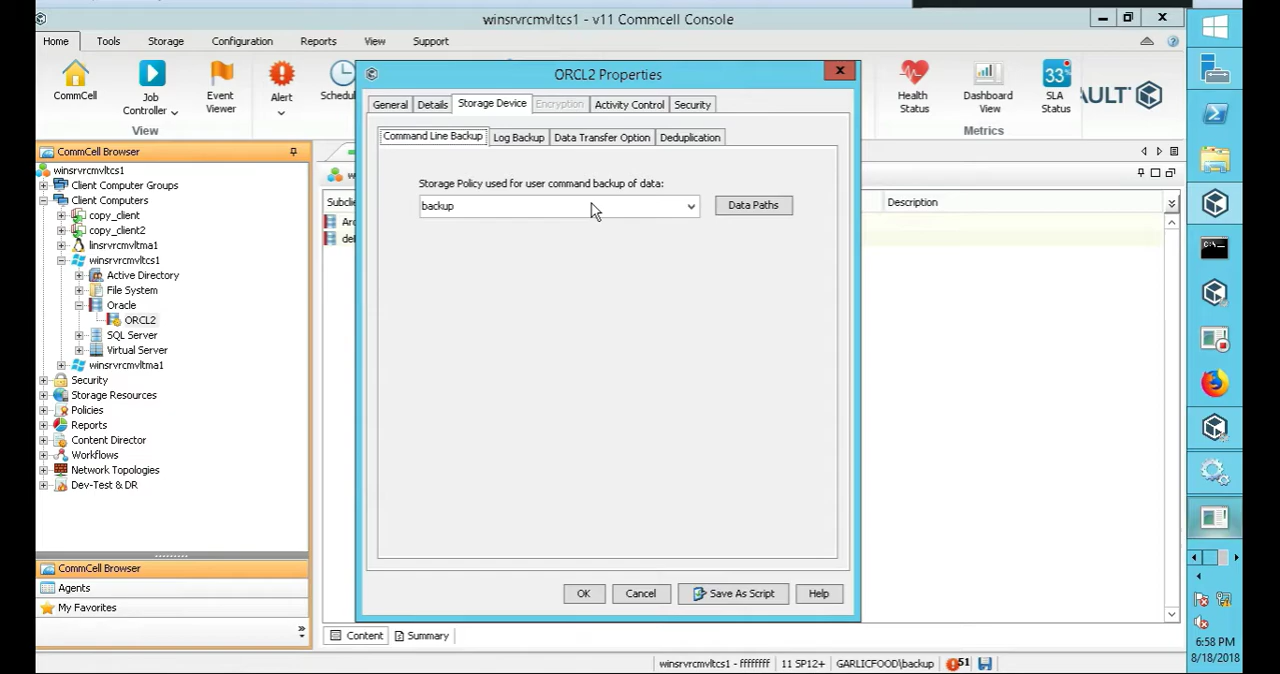 winsrvrcmvltcs1 - v11 Commcell Console
Home Tools Storage Configuration Reports View Support
CommCell
Job Controller
Event Viewer
Alert
View
Health Status
Dashboard View
33%
SLA Status
Metrics
CommCell Browser
winsrvrcmvltcs1
Client Computer Groups
Client Computers
copy_client
copy_client2
linsrvrcmvltma1
winsrvrcmvltcs1
Active Directory
File System
Oracle
ORCL2
SQL Server
Virtual Server
winsrvrcmvltma1
Security
Storage Resources
Policies
Reports
Content Director
Workflows
Network Topologies
Dev-Test & DR
CommCell Browser
Agents
My Favorites
ORCL2 Properties
General Details Storage Device Encryption Activity Control Security
Command Line Backup Log Backup Data Transfer Option Deduplication
Storage Policy used for user command backup of data:
backup
Data Paths
OK Cancel Save As Script Help
Description
Content Summary
winsrvrcmvltcs1 - ffffffff 11 SP12+ GARLICFOOD\backup 51
6:58 PM
8/18/2018